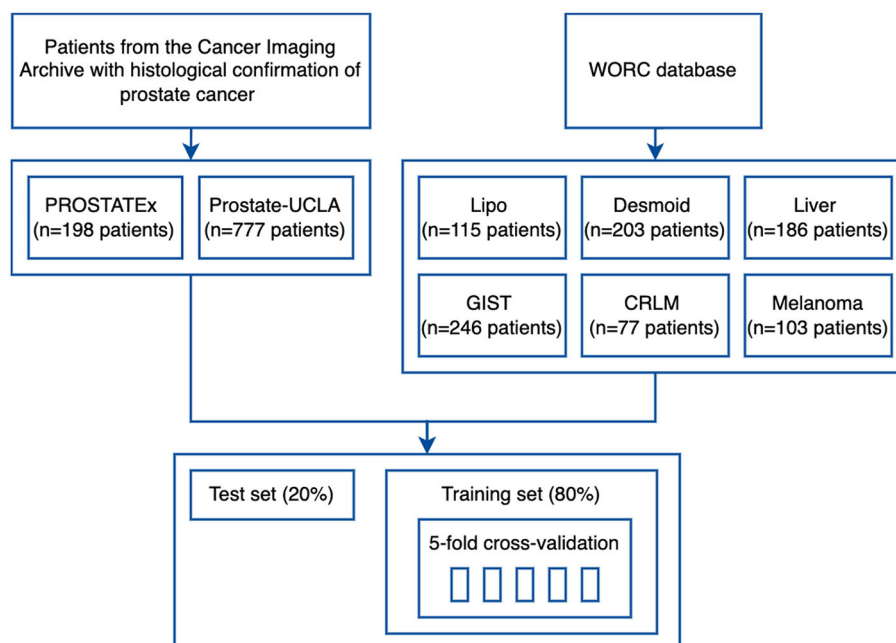 Patients from the Cancer Imaging
Archive with histological confirmation of
prostate cancer
WORC database
PROSTATEx
(n=198 patients)
Prostate-UCLA
(n=777 patients)
Lipo
(n=115 patients)
Desmoid
(n=203 patients)
Liver
(n=186 patients)
GIST
(n=246 patients)
CRLM
(n=77 patients)
Melanoma
(n=103 patients)
Test set (20%)
Training set (80%)
5-fold cross-validation